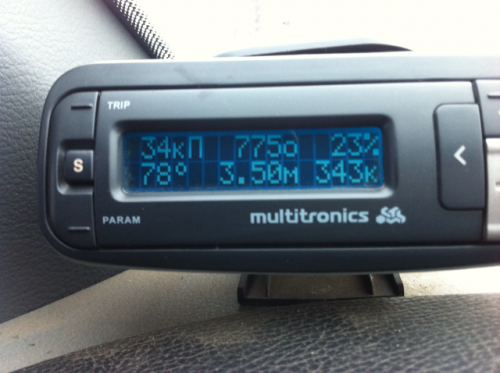 TRIP
34кП 775о 23%
S
78° 3.50м 343к
PARAM
multitronics